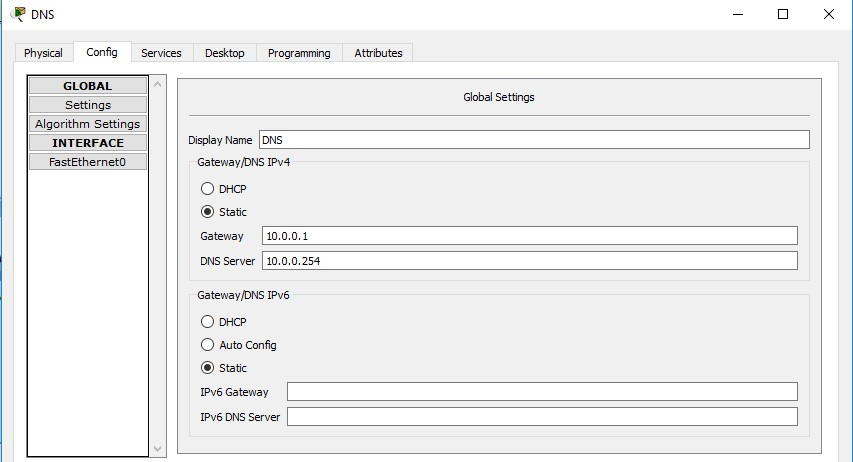 DNS
Physical Config Services Desktop Programming Attributes
GLOBAL
Settings
Algorithm Settings
INTERFACE
FastEthernet0
Global Settings
Display Name DNS
Gateway/DNS IPv4
DHCP
Static
Gateway 10.0.0.1
DNS Server 10.0.0.254
Gateway/DNS IPv6
DHCP
Auto Config
Static
IPv6 Gateway
IPv6 DNS Server